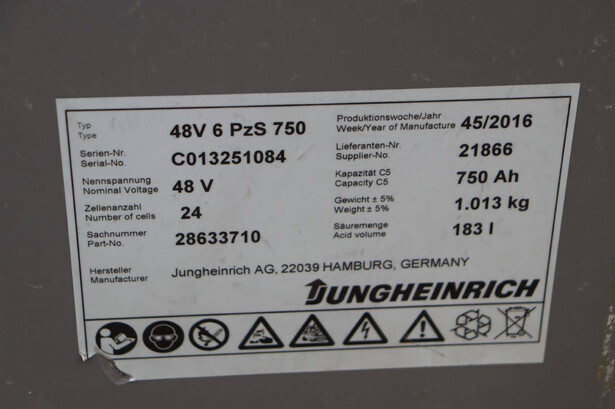 Typ
Type
48V 6 PzS 750
Produktionswoche/Jahr
Week/Year of Manufacture
45/2016
Serien-Nr.
Serial-No.
C013251084
Lieferanten-Nr.
Supplier-No.
21866
Nennspannung
Nominal Voltage
48 V
Kapazität C5
Capacity C5
750 Ah
Zellenanzahl
Number of cells
24
Gewicht ± 5%
Weight ± 5%
1.013 kg
Sachnummer
Part-No.
28633710
Säuremenge
Acid volume
183 l
Hersteller
Manufacturer
Jungheinrich AG, 22039 HAMBURG, GERMANY
JUNGHEINRICH